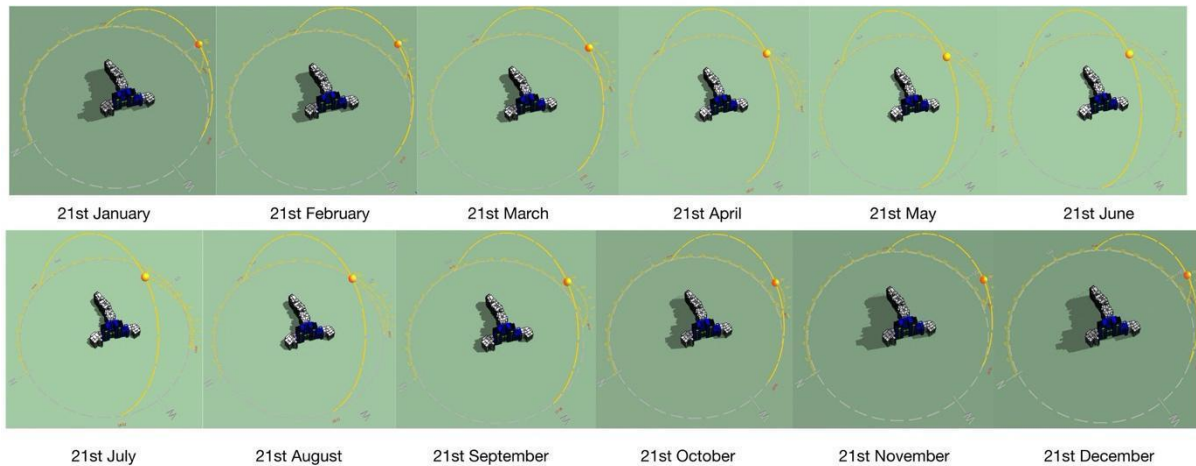 21st January
21st February
21st March
21st April
21st May
21st June
21st July
21st August
21st September
21st October
21st November
21st December